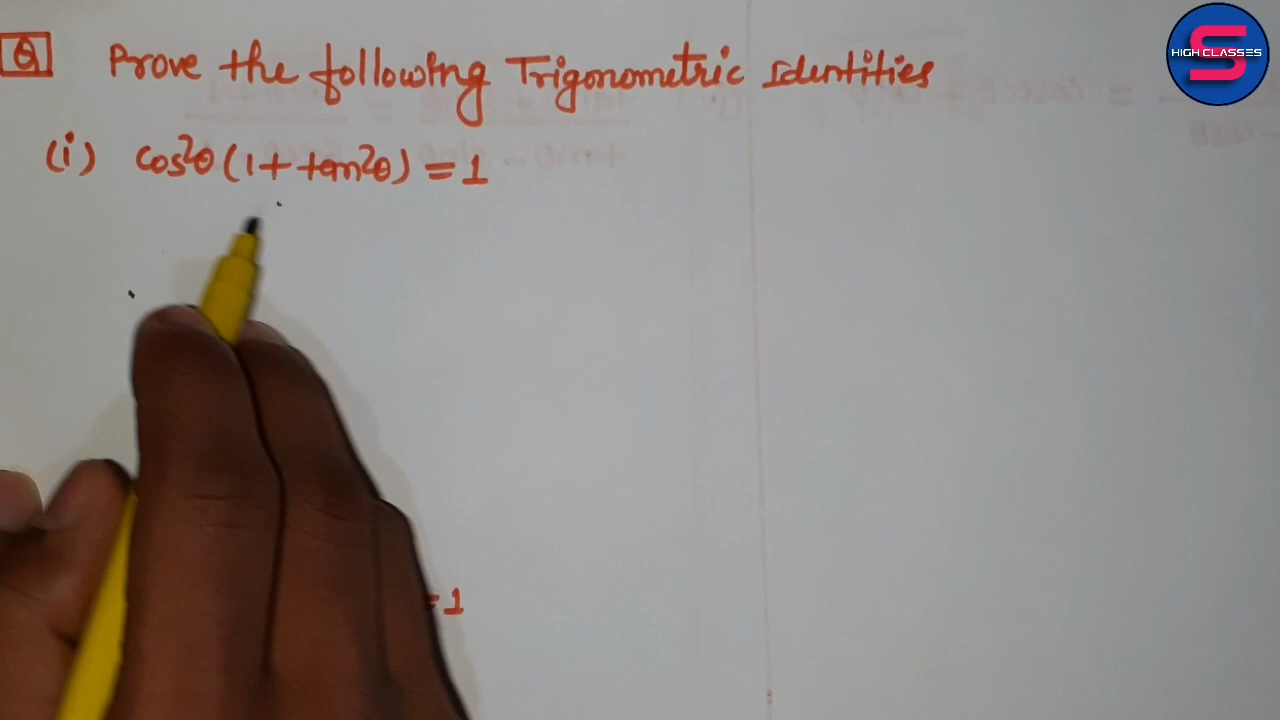 Q Prove the following Trigonometric Identities
(i) cos²θ (1 + tan²θ) = 1
= 1
S
HIGH CLASSES